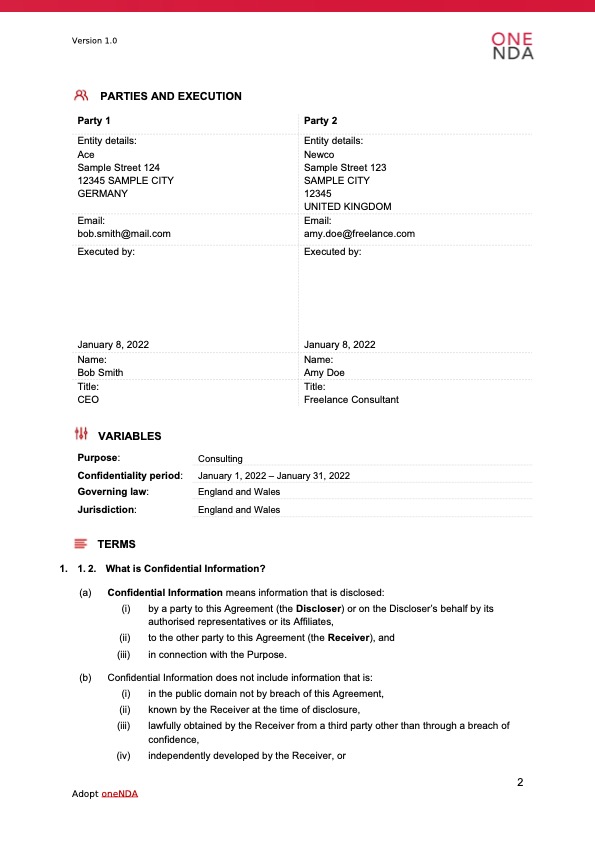 Version 1.0
ONE
NDA
PARTIES AND EXECUTION
Party 1
Party 2
Entity details:
Ace
Sample Street 124
12345 SAMPLE CITY
GERMANY
Entity details:
Newco
Sample Street 123
SAMPLE CITY
12345
UNITED KINGDOM
Email:
bob.smith@mail.com
Email:
amy.doe@freelance.com
Executed by:
Executed by:
January 8, 2022
January 8, 2022
Name:
Bob Smith
Name:
Amy Doe
Title:
CEO
Title:
Freelance Consultant
VARIABLES
Purpose: Consulting
Confidentiality period: January 1, 2022 – January 31, 2022
Governing law: England and Wales
Jurisdiction: England and Wales
TERMS
1. 1. 2. What is Confidential Information?
(a) Confidential Information means information that is disclosed:
(i) by a party to this Agreement (the Discloser) or on the Discloser's behalf by its
authorised representatives or its Affiliates,
(ii) to the other party to this Agreement (the Receiver), and
(iii) in connection with the Purpose.
(b) Confidential Information does not include information that is:
(i) in the public domain not by breach of this Agreement,
(ii) known by the Receiver at the time of disclosure,
(iii) lawfully obtained by the Receiver from a third party other than through a breach of
confidence,
(iv) independently developed by the Receiver, or
2
Adopt oneNDA